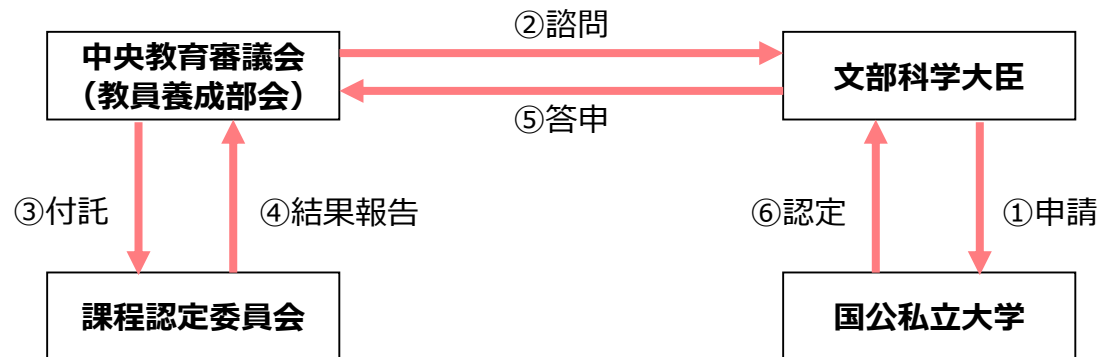 ②諮問
中央教育審議会
（教員養成部会）
文部科学大臣
⑤答申
③付託
④結果報告
⑥認定
①申請
課程認定委員会
国公私立大学